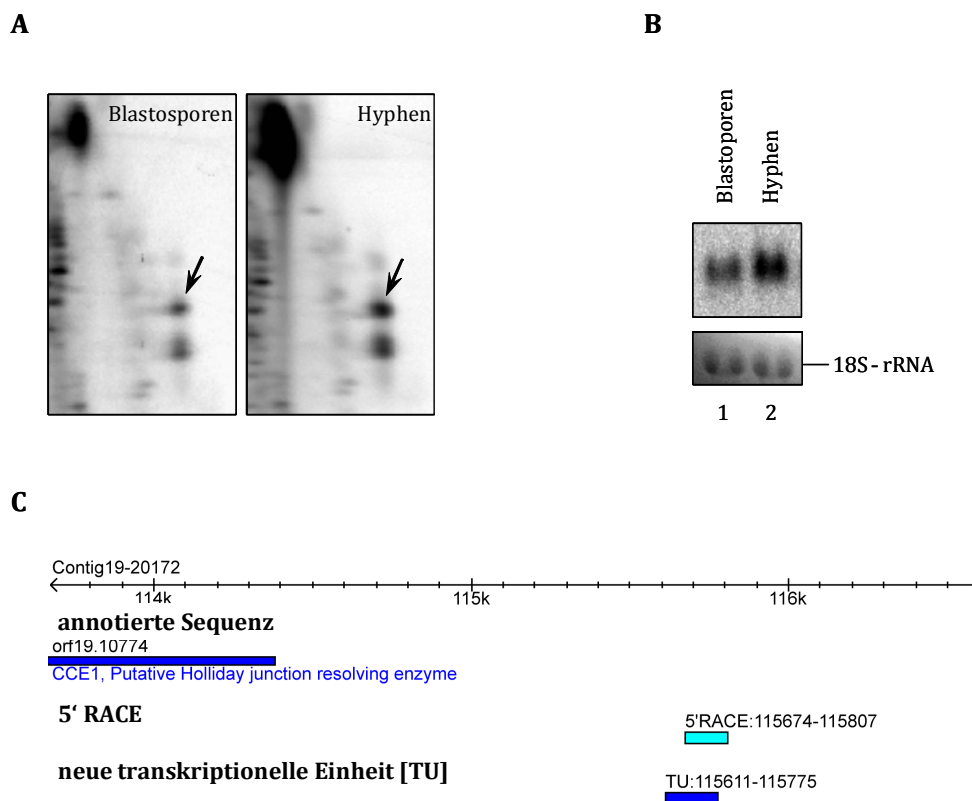 A
B
Blastosporen
Hyphen
Blastoporen
Hyphen
18S-rRNA
1 2
C
Contig19-20172
114k 115k 116k
annotierte Sequenz
orf19.10774
CCE1, Putative Holliday junction resolving enzyme
5‘ RACE
5'RACE:115674-115807
neue transkriptionelle Einheit [TU]
TU:115611-115775